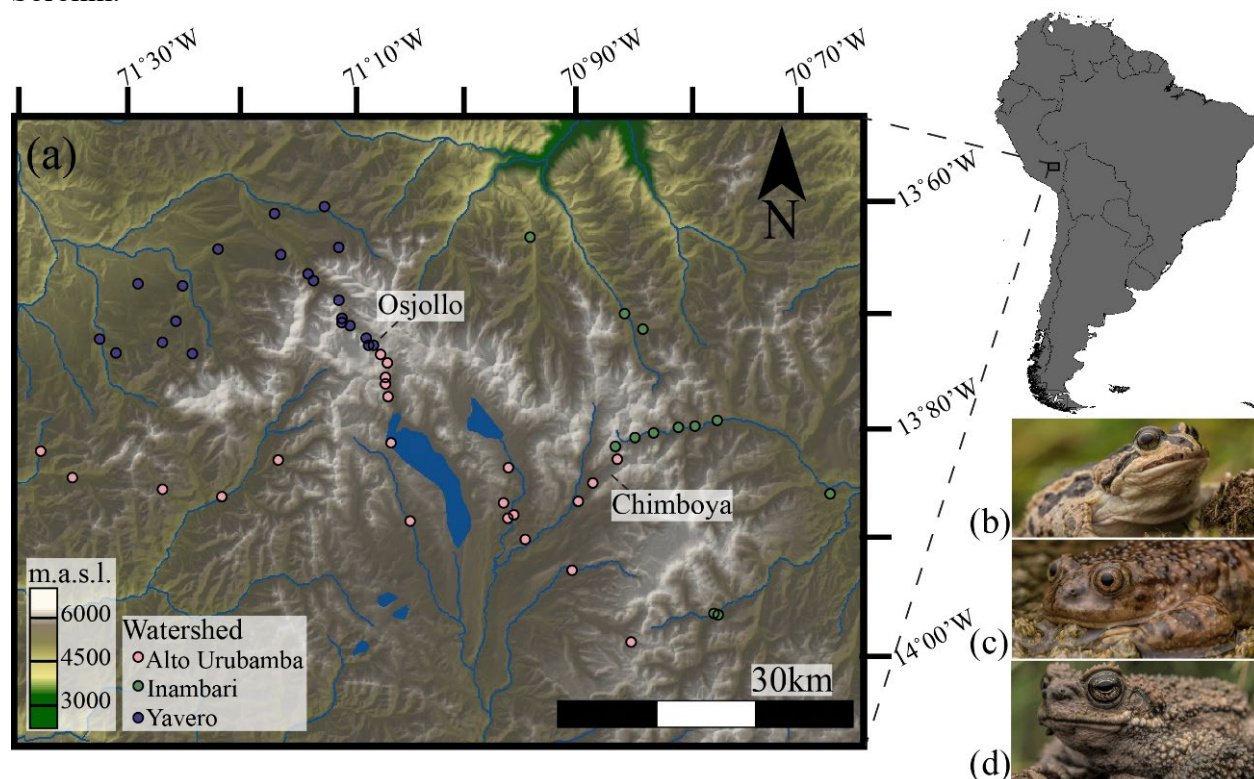 71°30'W
71°10'W
70°90'W
70°70'W
(a)
N
13°60'W
Osjollo
13°80'W
Chimboya
14°00'W
m.a.s.l.
6000
4500
3000
Watershed
Alto Urubamba
Inambari
Yavero
30km
(b)
(c)
(d)